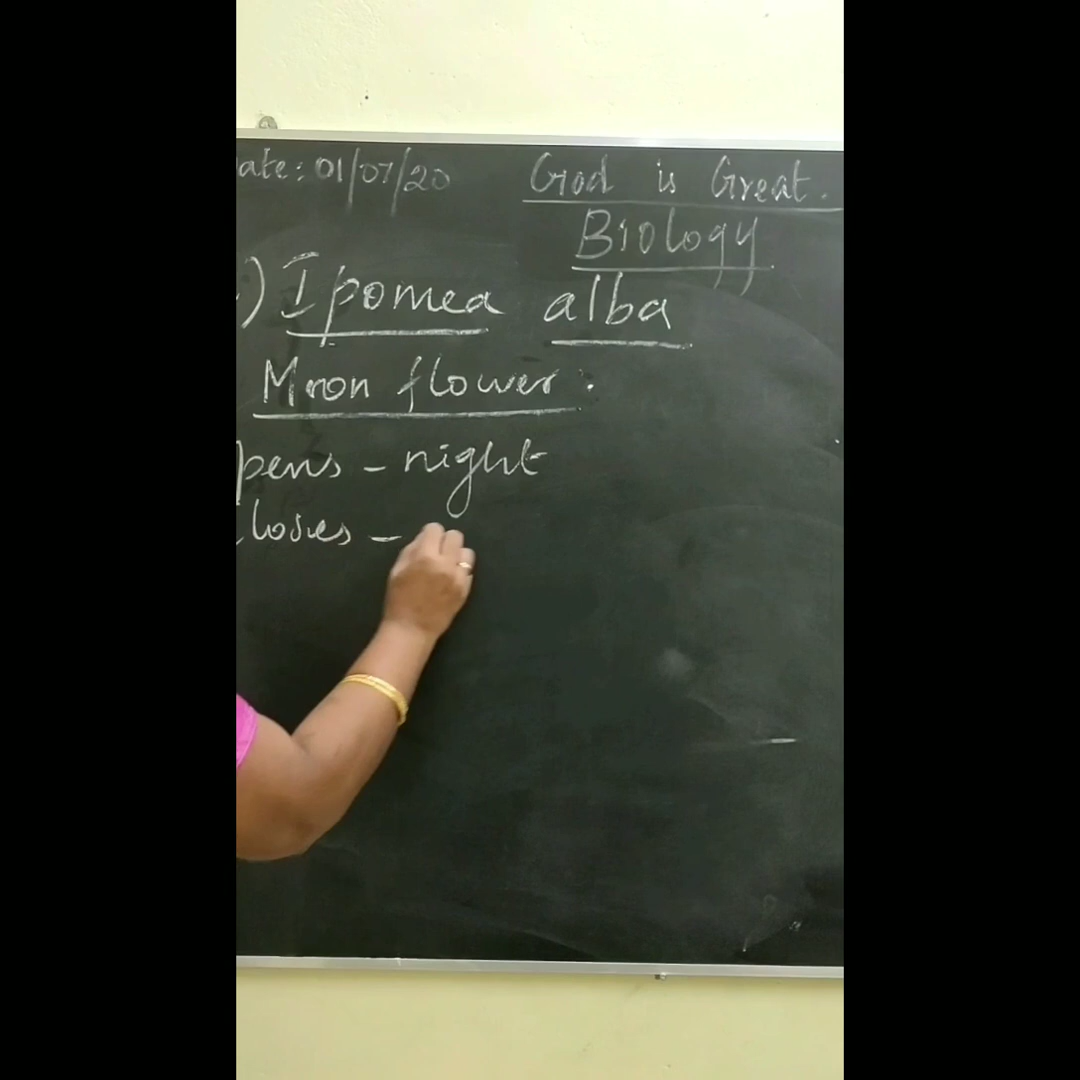 ate: 01/07/20 God is Great.
Biology
) Ipomea alba
Moon flower:
pens - night
loses -